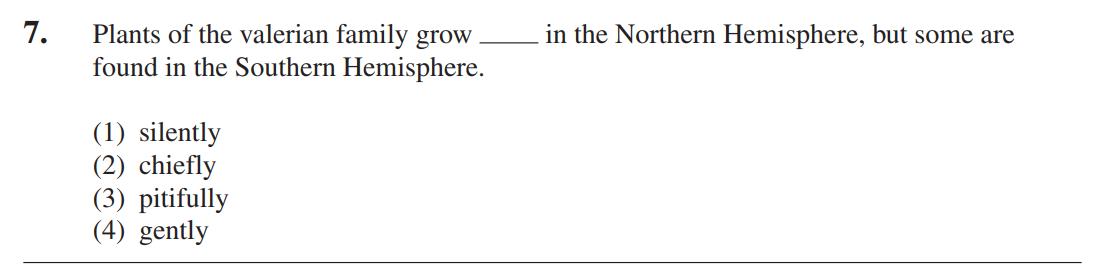 7. Plants of the valerian family grow ____ in the Northern Hemisphere, but some are
found in the Southern Hemisphere.
(1) silently
(2) chiefly
(3) pitifully
(4) gently